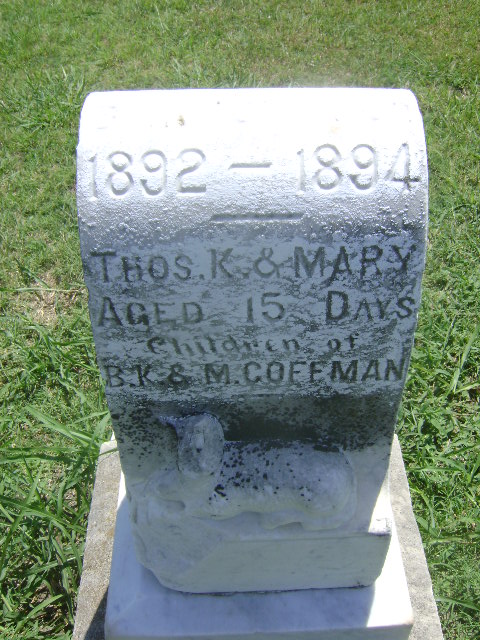 1892 — 1894
THOS. K. & MARY
AGED 15 DAYS
Children of
B.K. & M. COFFMAN